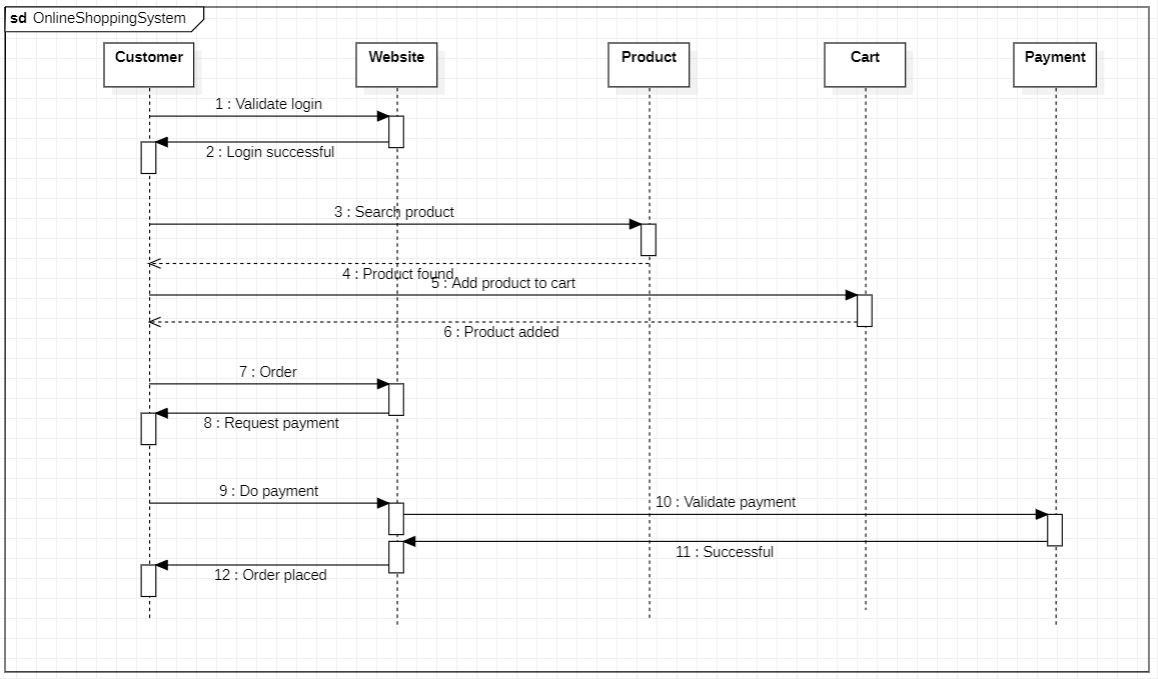 sd OnlineShoppingSystem
Customer
Website
Product
Cart
Payment
1 : Validate login
2 : Login successful
3 : Search product
4 : Product found
5 : Add product to cart
6 : Product added
7 : Order
8 : Request payment
9 : Do payment
10 : Validate payment
11 : Successful
12 : Order placed